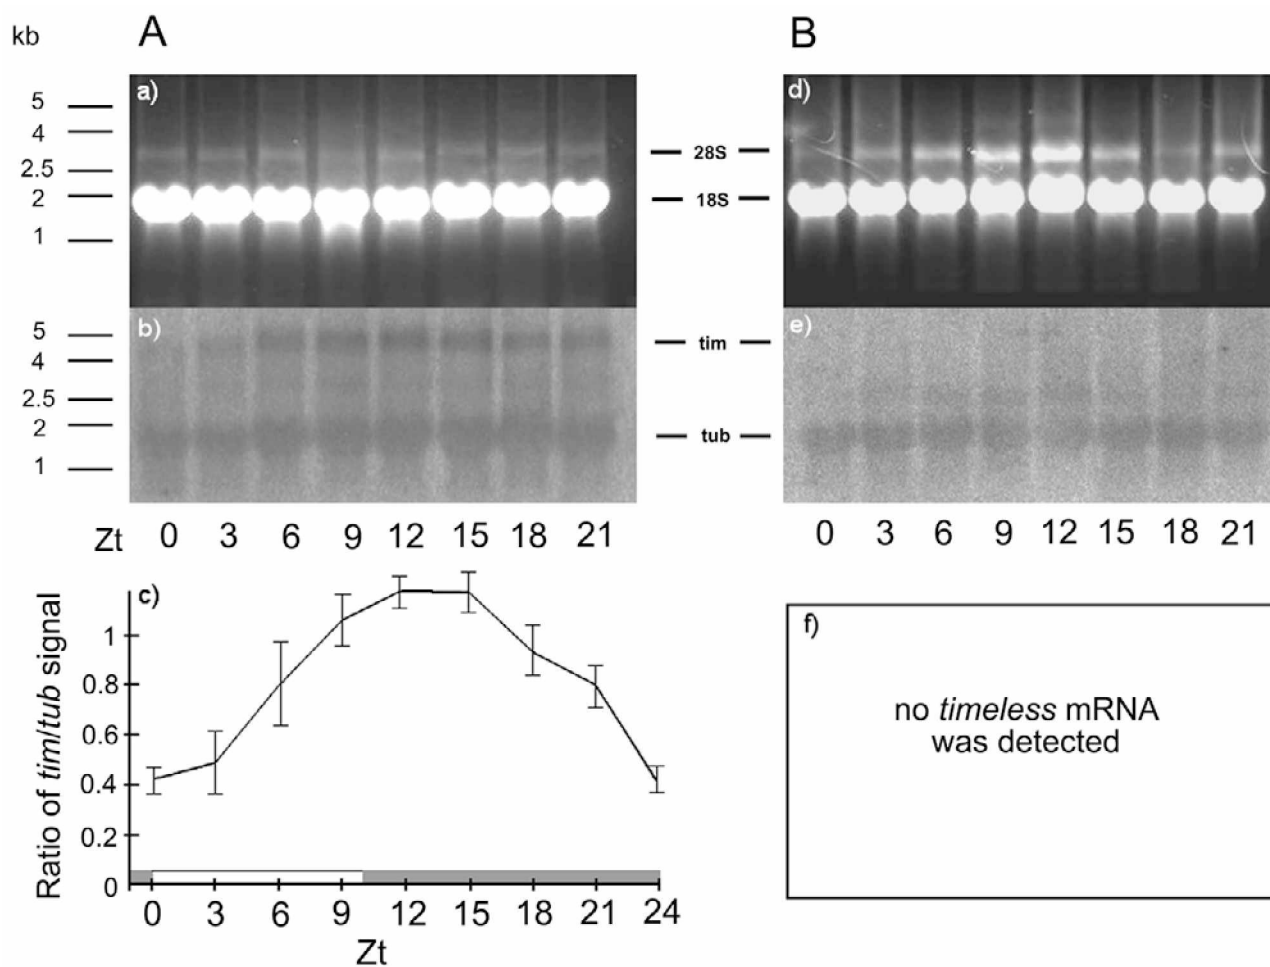 kb
A
B
a)
d)
5
4
2.5
2
1
28S
18S
b)
e)
5
4
2.5
2
1
tim
tub
Zt 0 3 6 9 12 15 18 21
0 3 6 9 12 15 18 21
c)
f)
Ratio of tim/tub signal
1
0.8
0.6
0.4
0.2
0
0 3 6 9 12 15 18 21 24
Zt
no timeless mRNA
was detected